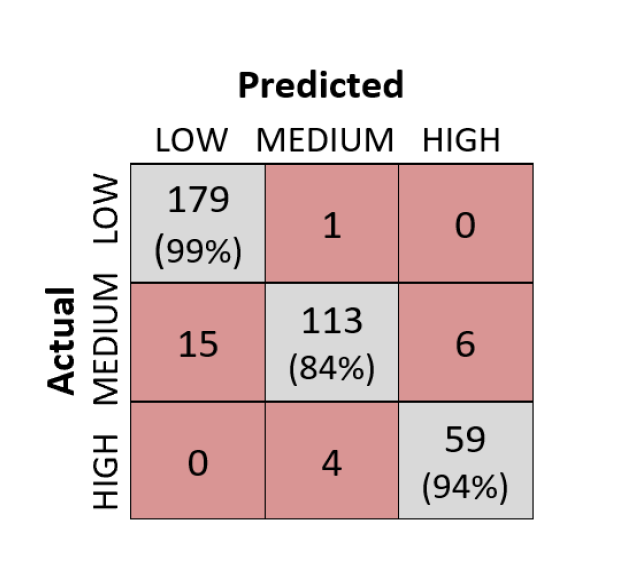 Predicted
LOW MEDIUM HIGH
Actual
LOW
179
(99%)
1
0
MEDIUM
15
113
(84%)
6
HIGH
0
4
59
(94%)